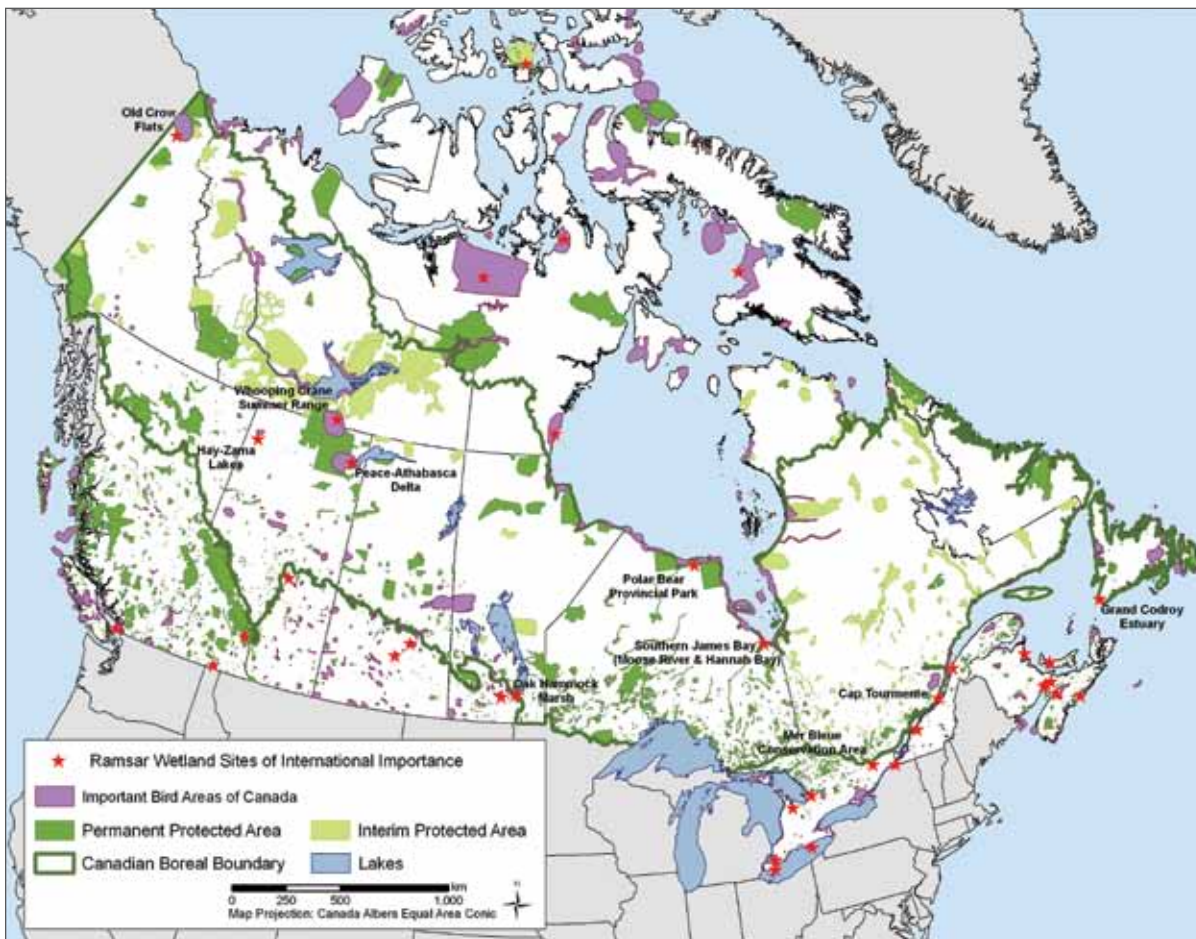 Old Crow
Flats
Whooping Crane
Summer Range
Hay-Zama
Lakes
Peace-Athabasca
Delta
Polar Bear
Provincial Park
Southern James Bay
(Moose River & Hannah Bay)
Grand Codroy
Estuary
Oak Hammock
Marsh
Cap Tourmente
Mer Bleue
Conservation Area
Ramsar Wetland Sites of International Importance
Important Bird Areas of Canada
Permanent Protected Area
Interim Protected Area
Canadian Boreal Boundary
Lakes
km
0 250 500 1,000
Map Projection: Canada Albers Equal Area Conic